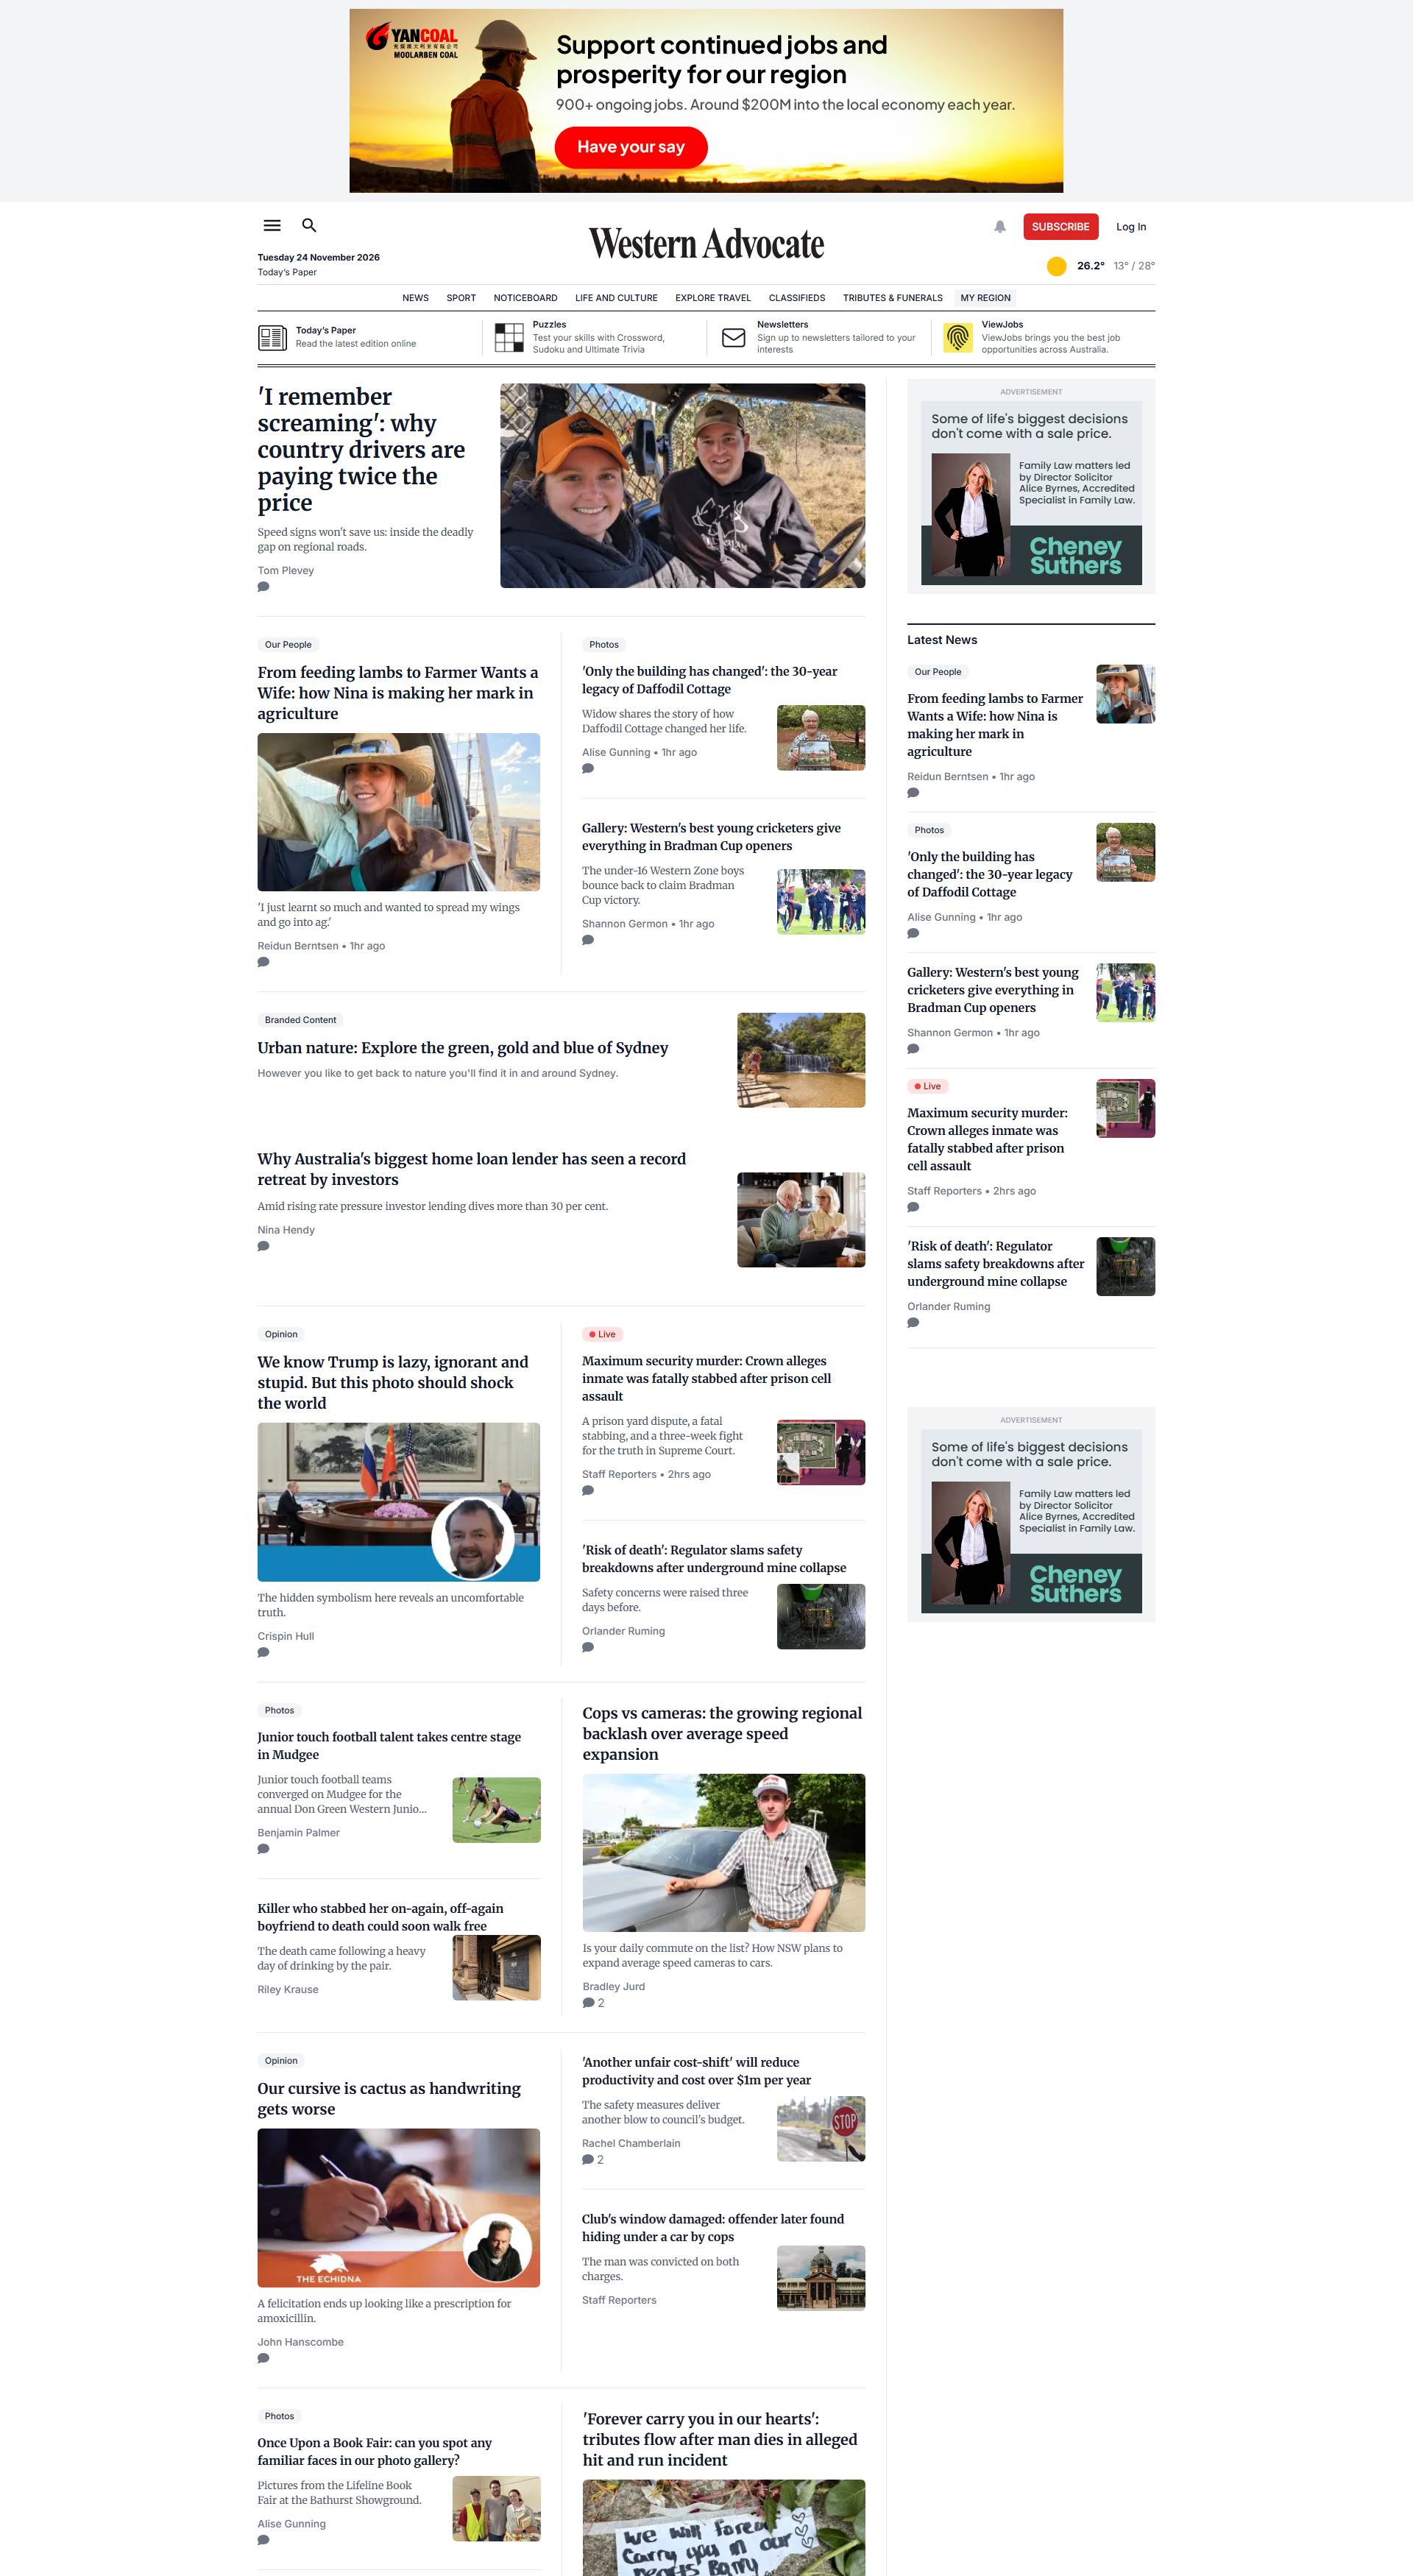 YANCOAL
MOOLARBEN COAL
Support continued jobs and
prosperity for our region
900+ ongoing jobs. Around $200M into the local economy each year.
Have your say
Western Advocate
SUBSCRIBE
Log In
Tuesday 24 November 2026
Today's Paper
26.2° 13° / 28°
NEWS SPORT NOTICEBOARD LIFE AND CULTURE EXPLORE TRAVEL CLASSIFIEDS TRIBUTES & FUNERALS MY REGION
Today's Paper
Read the latest edition online
Puzzles
Test your skills with Crossword,
Sudoku and Ultimate Trivia
Newsletters
Sign up to newsletters tailored to your
interests
ViewJobs
ViewJobs brings you the best job
opportunities across Australia.
'I remember
screaming': why
country drivers are
paying twice the
price
Speed signs won't save us: inside the deadly
gap on regional roads.
Tom Plevey
Our People
From feeding lambs to Farmer Wants a
Wife: how Nina is making her mark in
agriculture
'I just learnt so much and wanted to spread my wings
and go into ag.'
Reidun Berntsen • 1hr ago
Photos
'Only the building has changed': the 30-year
legacy of Daffodil Cottage
Widow shares the story of how
Daffodil Cottage changed her life.
Alise Gunning • 1hr ago
Gallery: Western's best young cricketers give
everything in Bradman Cup openers
The under-16 Western Zone boys
bounce back to claim Bradman
Cup victory.
Shannon Germon • 1hr ago
Branded Content
Urban nature: Explore the green, gold and blue of Sydney
However you like to get back to nature you'll find it in and around Sydney.
Why Australia's biggest home loan lender has seen a record
retreat by investors
Amid rising rate pressure investor lending dives more than 30 per cent.
Nina Hendy
Opinion
We know Trump is lazy, ignorant and
stupid. But this photo should shock
the world
The hidden symbolism here reveals an uncomfortable
truth.
Crispin Hull
Live
Maximum security murder: Crown alleges
inmate was fatally stabbed after prison cell
assault
A prison yard dispute, a fatal
stabbing, and a three-week fight
for the truth in Supreme Court.
Staff Reporters • 2hrs ago
'Risk of death': Regulator slams safety
breakdowns after underground mine collapse
Safety concerns were raised three
days before.
Orlander Ruming
Photos
Junior touch football talent takes centre stage
in Mudgee
Junior touch football teams
converged on Mudgee for the
annual Don Green Western Junio...
Benjamin Palmer
Killer who stabbed her on-again, off-again
boyfriend to death could soon walk free
The death came following a heavy
day of drinking by the pair.
Riley Krause
Cops vs cameras: the growing regional
backlash over average speed
expansion
Is your daily commute on the list? How NSW plans to
expand average speed cameras to cars.
Bradley Jurd
2
Opinion
Our cursive is cactus as handwriting
gets worse
THE ECHIDNA
A felicitation ends up looking like a prescription for
amoxicillin.
John Hanscombe
'Another unfair cost-shift' will reduce
productivity and cost over $1m per year
The safety measures deliver
another blow to council's budget.
STOP
Rachel Chamberlain
2
Club's window damaged: offender later found
hiding under a car by cops
The man was convicted on both
charges.
Staff Reporters
Photos
Once Upon a Book Fair: can you spot any
familiar faces in our photo gallery?
Pictures from the Lifeline Book
Fair at the Bathurst Showground.
Alise Gunning
'Forever carry you in our hearts':
tributes flow after man dies in alleged
hit and run incident
We will forever
Carry you in our
hearts Barry
ADVERTISEMENT
Some of life's biggest decisions
don't come with a sale price.
Family Law matters led
by Director Solicitor
Alice Byrnes, Accredited
Specialist in Family Law.
Cheney
Suthers
Latest News
Our People
From feeding lambs to Farmer
Wants a Wife: how Nina is
making her mark in
agriculture
Reidun Berntsen • 1hr ago
Photos
'Only the building has
changed': the 30-year legacy
of Daffodil Cottage
Alise Gunning • 1hr ago
Gallery: Western's best young
cricketers give everything in
Bradman Cup openers
Shannon Germon • 1hr ago
Live
Maximum security murder:
Crown alleges inmate was
fatally stabbed after prison
cell assault
Staff Reporters • 2hrs ago
'Risk of death': Regulator
slams safety breakdowns after
underground mine collapse
Orlander Ruming
ADVERTISEMENT
Some of life's biggest decisions
don't come with a sale price.
Family Law matters led
by Director Solicitor
Alice Byrnes, Accredited
Specialist in Family Law.
Cheney
Suthers